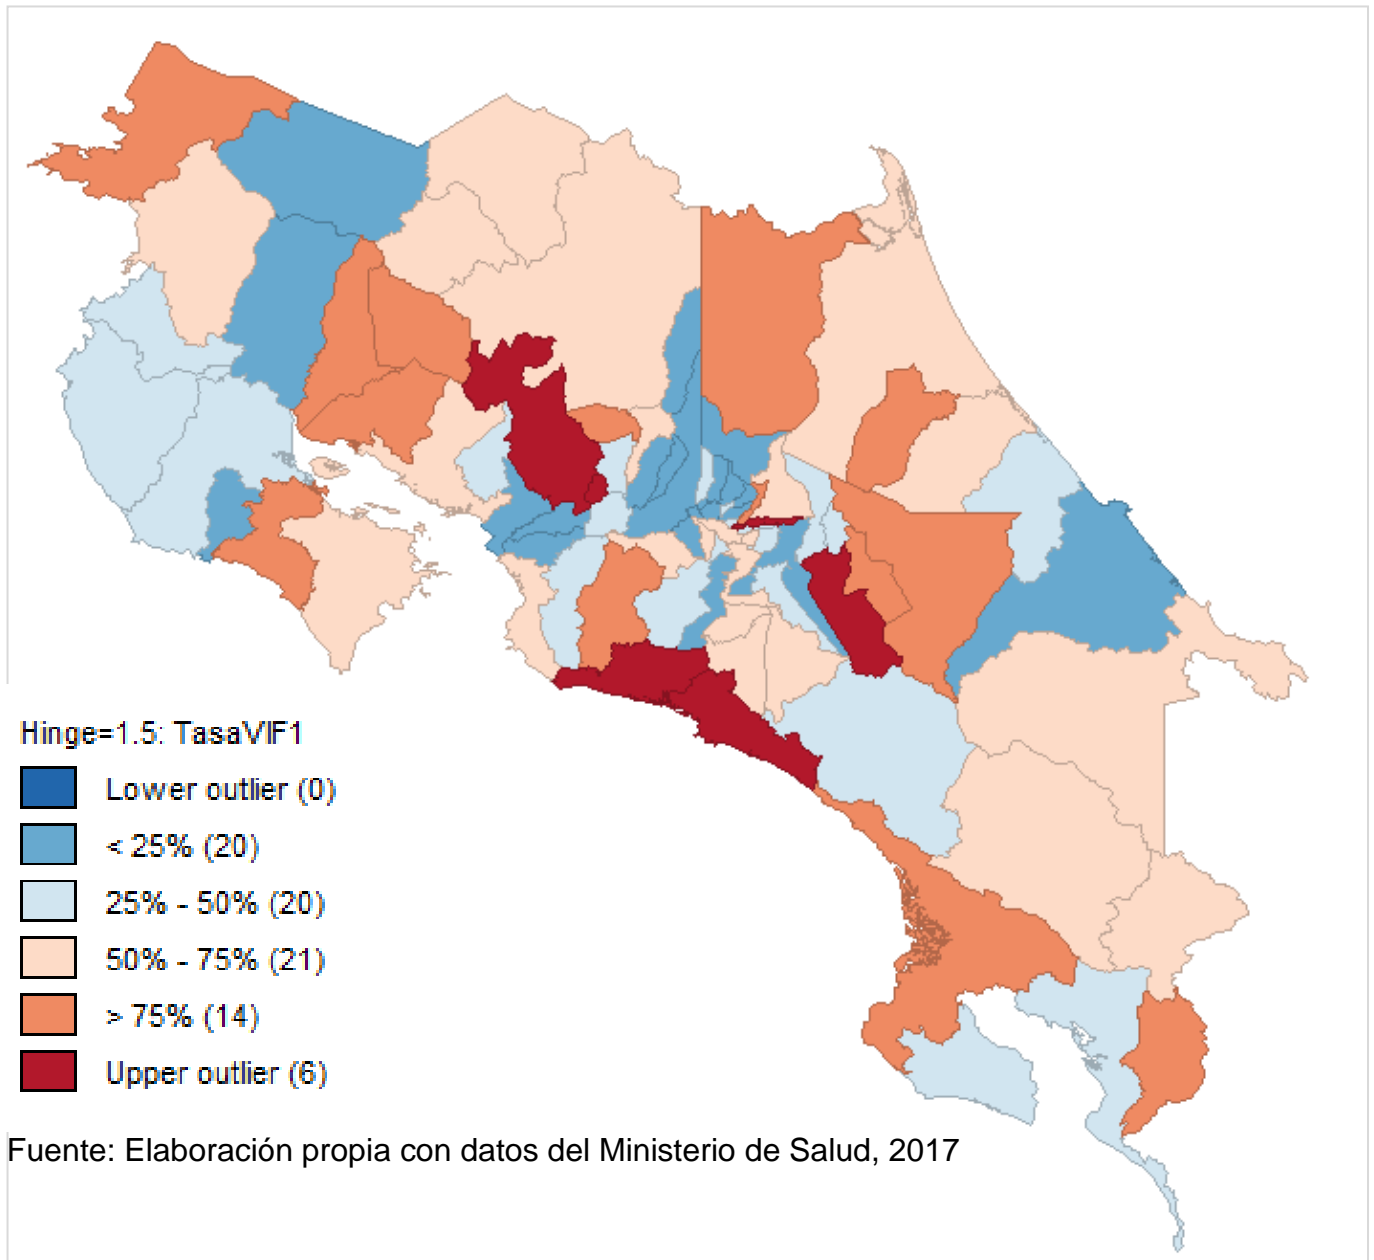 Hinge=1.5: TasaVIF1
Lower outlier (0)
< 25% (20)
25% - 50% (20)
50% - 75% (21)
> 75% (14)
Upper outlier (6)
Fuente: Elaboración propia con datos del Ministerio de Salud, 2017